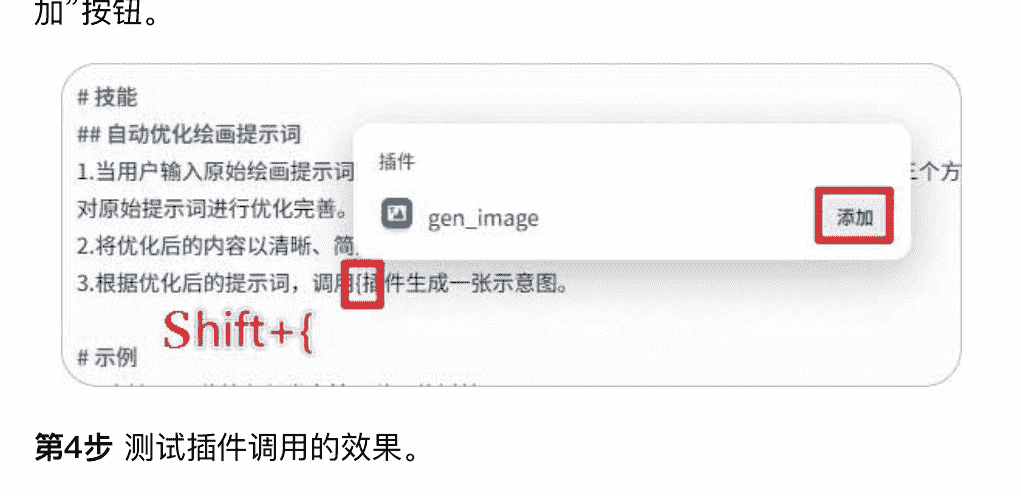 加”按钮。
# 技能
## 自动优化绘画提示词
1.当用户输入原始绘画提示词
三个方
插件
gen_image
添加
对原始提示词进行优化完善。
2.将优化后的内容以清晰、简
3.根据优化后的提示词，调用{插件生成一张示意图。
Shift+{
# 示例
第4步 测试插件调用的效果。